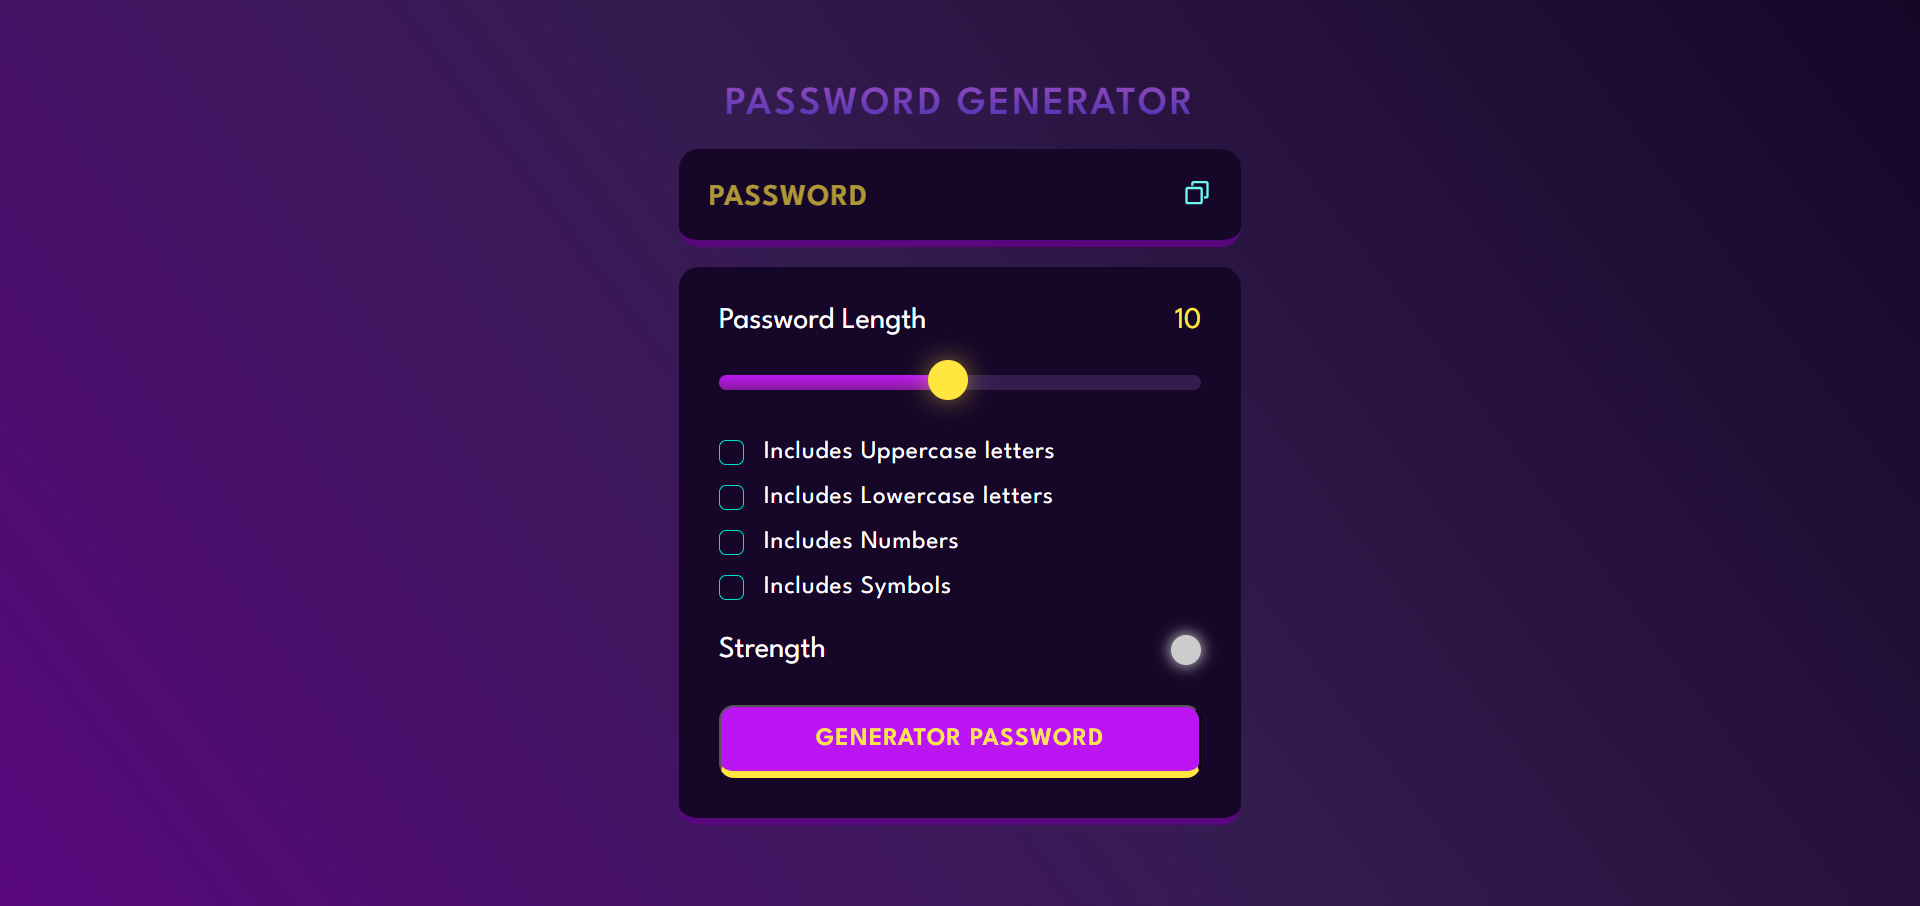 PASSWORD GENERATOR
PASSWORD
Password Length 10
Includes Uppercase letters
Includes Lowercase letters
Includes Numbers
Includes Symbols
Strength
GENERATOR PASSWORD